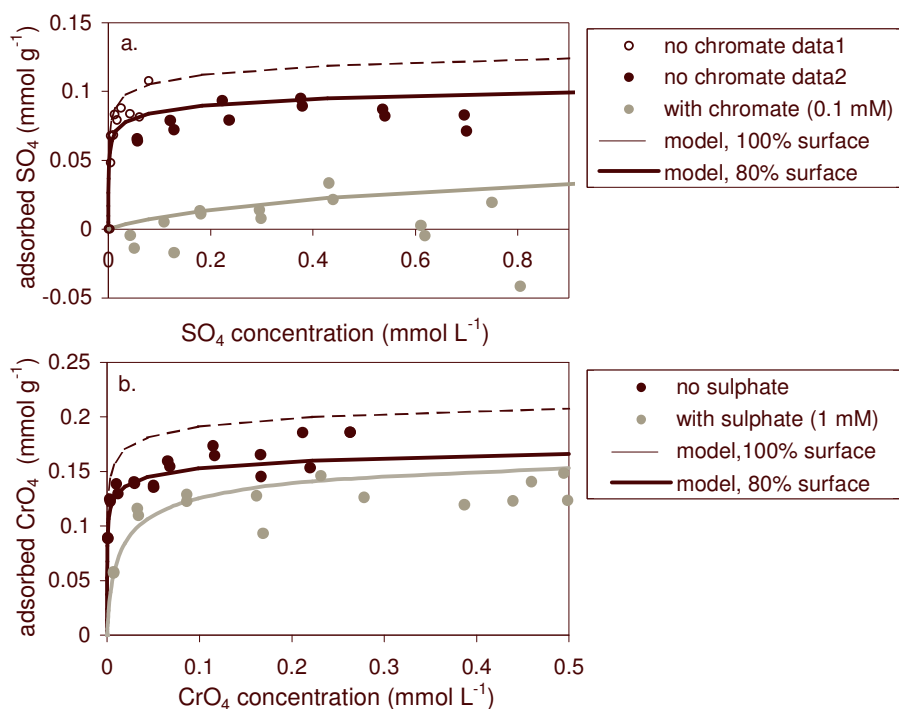 a.
0.15
0.1
0.05
0
-0.05
0 0.2 0.4 0.6 0.8
adsorbed SO4 (mmol g-1)
SO4 concentration (mmol L-1)
no chromate data1
no chromate data2
with chromate (0.1 mM)
model, 100% surface
model, 80% surface
b.
0.25
0.2
0.15
0.1
0.05
0
0 0.1 0.2 0.3 0.4 0.5
adsorbed CrO4 (mmol g-1)
CrO4 concentration (mmol L-1)
no sulphate
with sulphate (1 mM)
model,100% surface
model, 80% surface